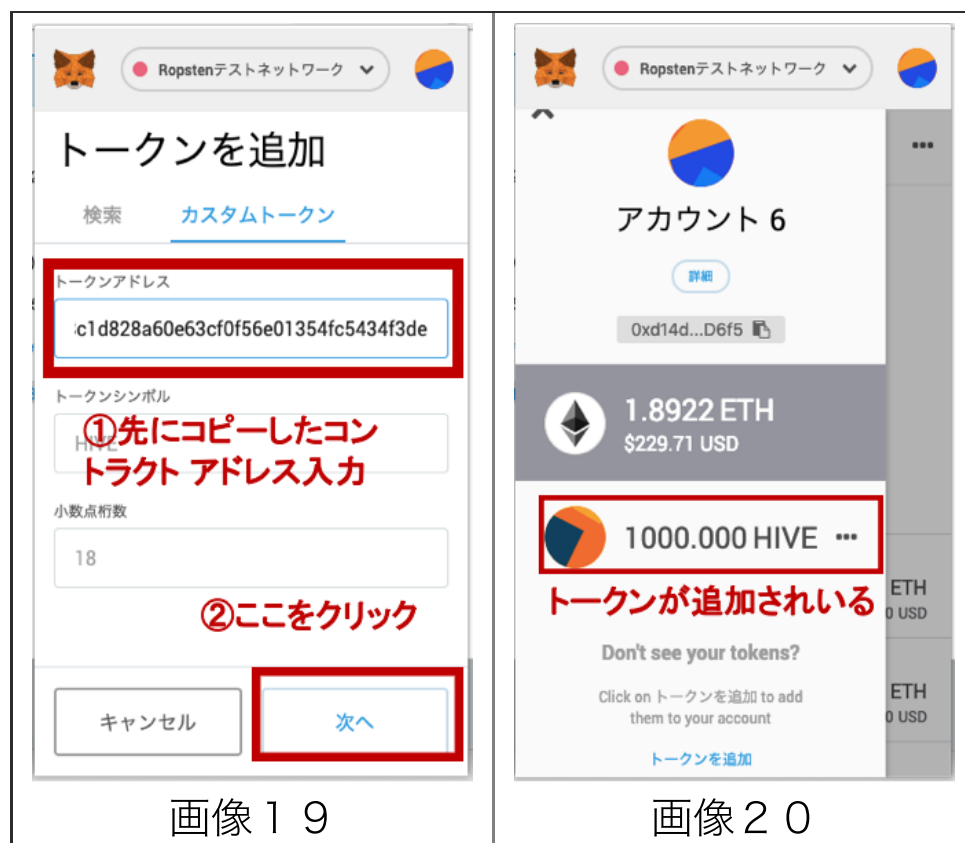 Ropstenテストネットワーク
トークンを追加
検索
カスタムトークン
トークンアドレス
c1d828a60e63cf0f56e01354fc5434f3de
トークンシンボル
HIVE
①先にコピーしたコン
トラクト アドレス入力
小数点桁数
18
②ここをクリック
キャンセル
次へ
画像１９
Ropstenテストネットワーク
アカウント 6
詳細
0xd14d...D6f5
1.8922 ETH
$229.71 USD
1000.000 HIVE
トークンが追加されいる
ETH
0 USD
Don't see your tokens?
Click on トークンを追加 to add
them to your account
ETH
0 USD
トークンを追加
画像２０